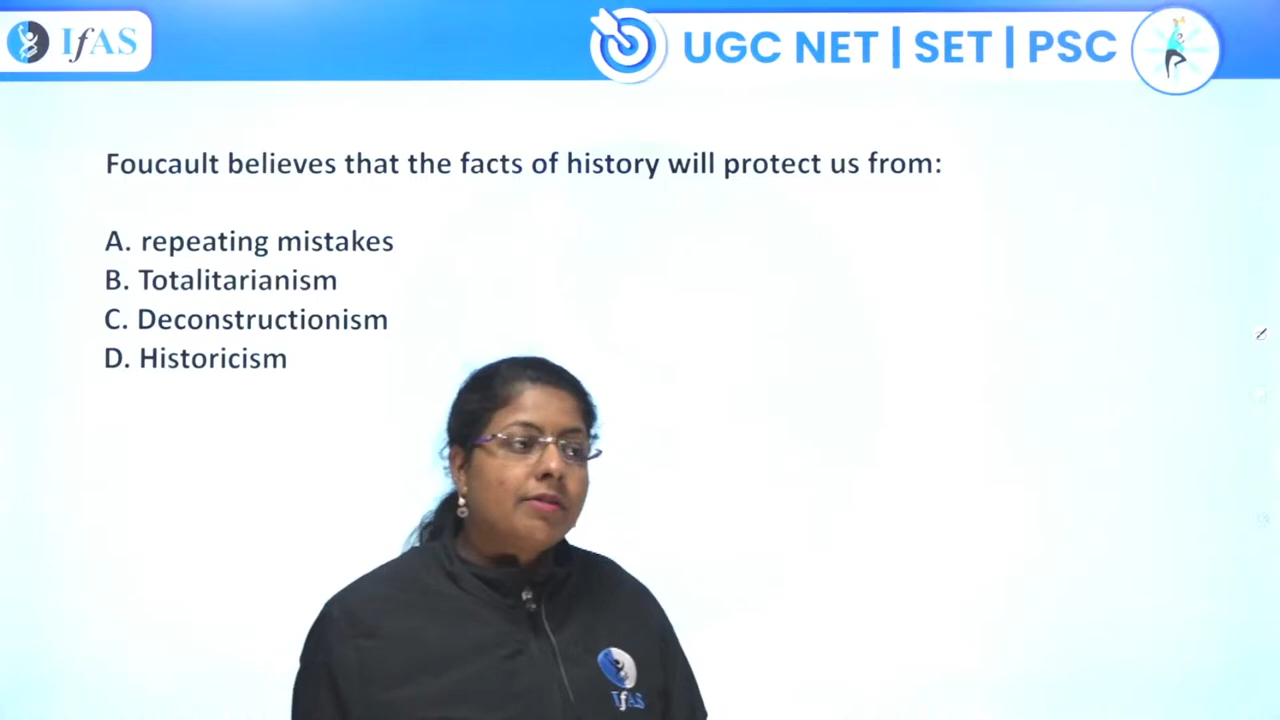 IfAS
UGC NET | SET | PSC
Foucault believes that the facts of history will protect us from:
A. repeating mistakes
B. Totalitarianism
C. Deconstructionism
D. Historicism
IfAS